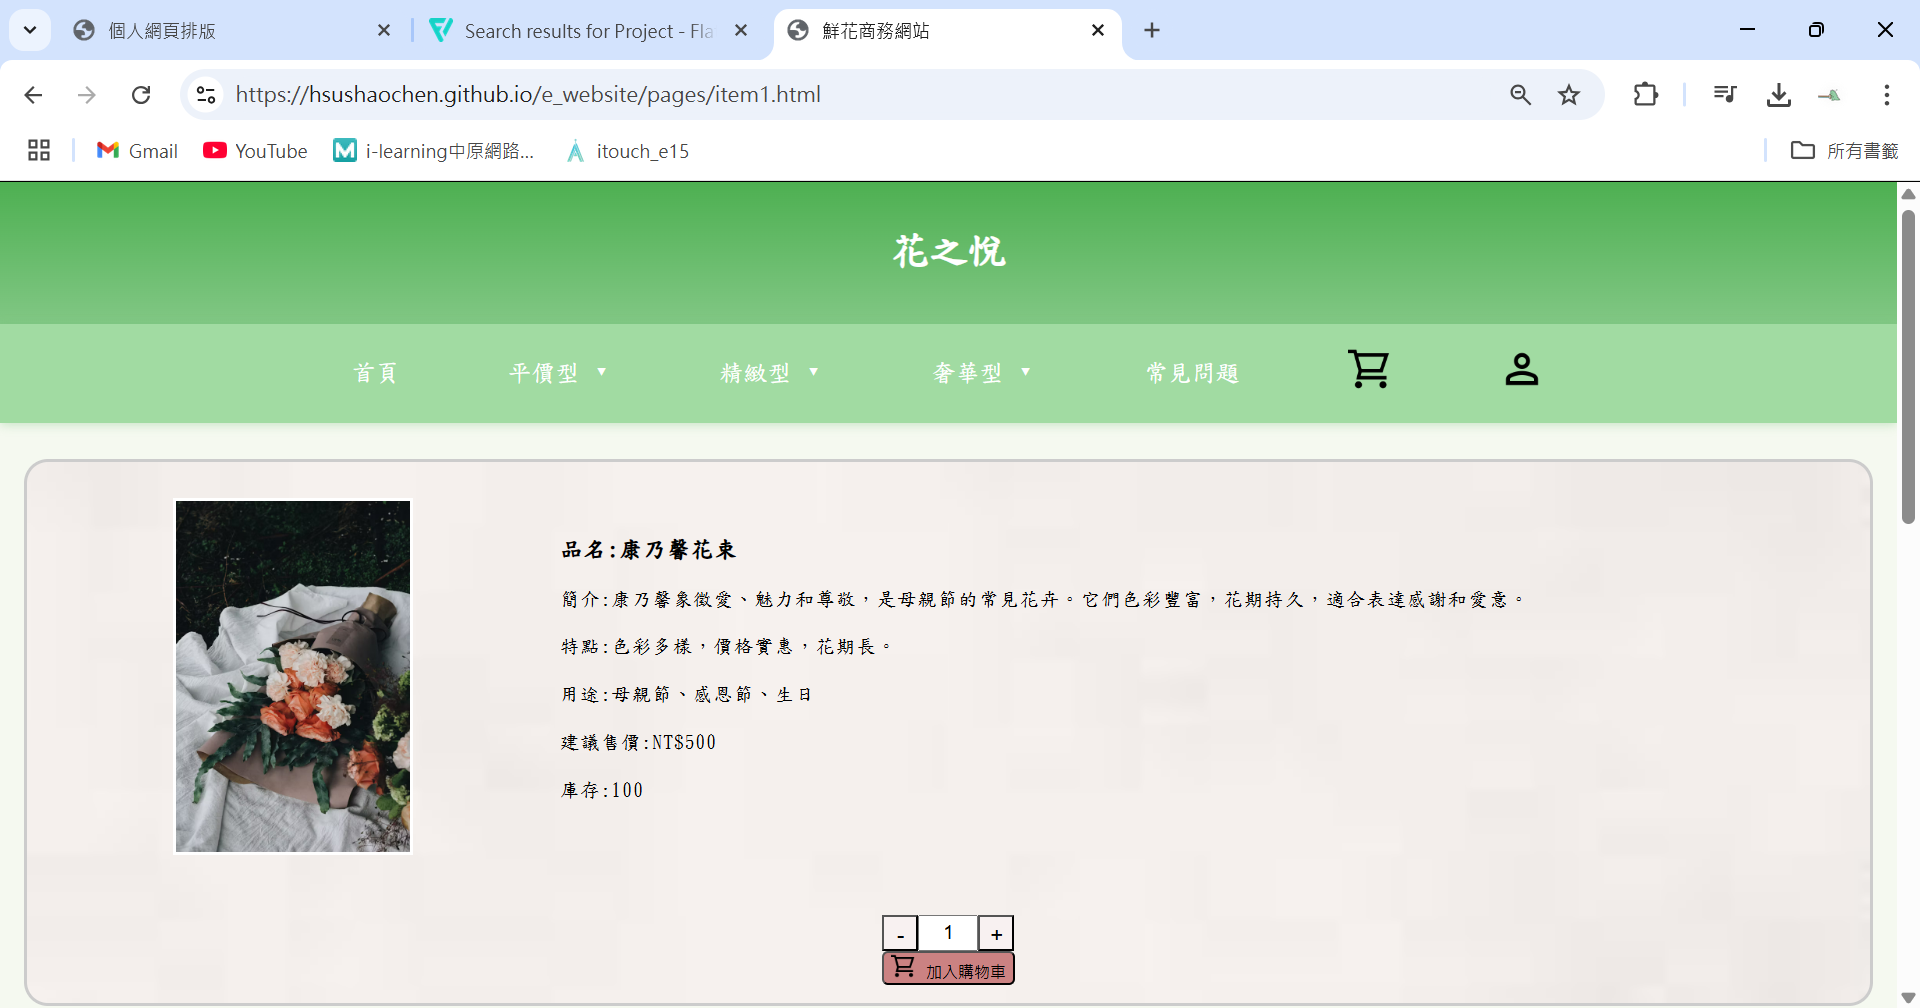 個人網頁排版
Search results for Project - Fla
鮮花商務網站
https://hsushaochen.github.io/e_website/pages/item1.html
Gmail
YouTube
i-learning中原網路...
itouch_e15
所有書籤
花之悅
首頁
平價型 ▼
精緻型 ▼
奢華型 ▼
常見問題
品名:康乃馨花束
簡介:康乃馨象徵愛、魅力和尊敬，是母親節的常見花卉。它們色彩豐富，花期持久，適合表達感謝和愛意。
特點:色彩多樣，價格實惠，花期長。
用途:母親節、感恩節、生日
建議售價:NT$500
庫存:100
- 1 +
加入購物車